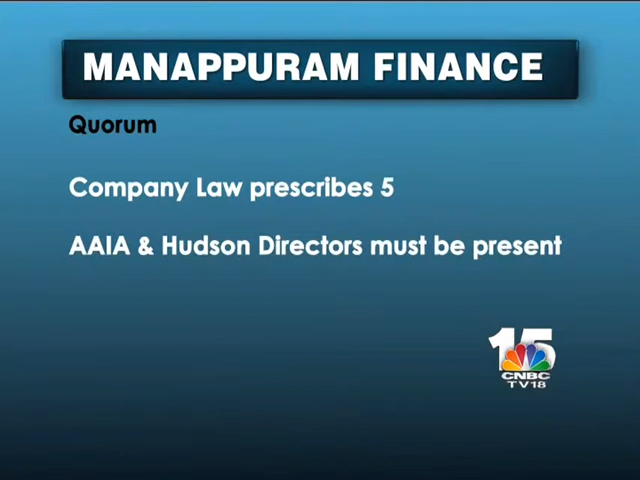 MANAPPURAM FINANCE
Quorum
Company Law prescribes 5
AAIA & Hudson Directors must be present
15
CNBC
TV18